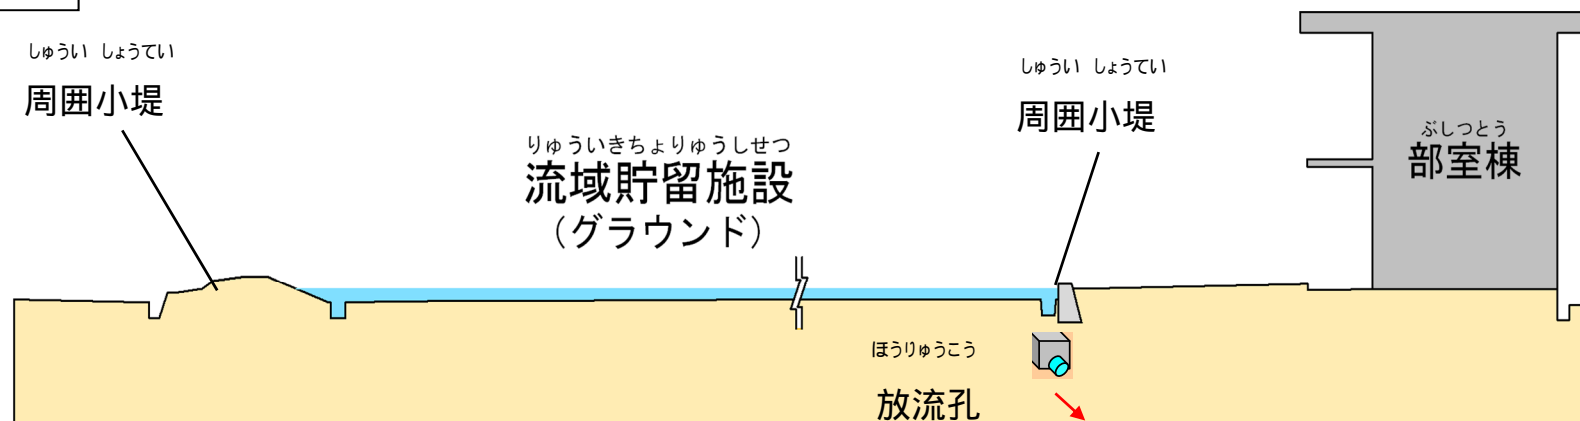 しゅうい しょうてい
周囲小堤
しゅうい しょうてい
周囲小堤
りゅういきちょりゅうしせつ
流域貯留施設
（グラウンド）
ぶしつとう
部室棟
ほうりゅうこう
放流孔